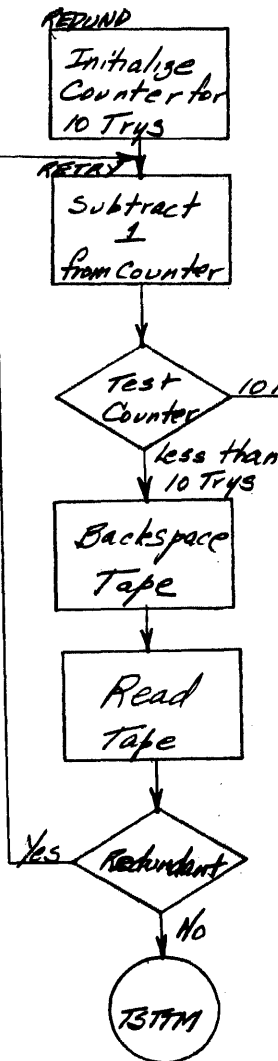 REDUND
Initialize
Counter for
10 Trys
RETRY
Subtract
1
from Counter
Test
Counter
10
Less than
10 Trys
Backspace
Tape
Read
Tape
Redundant
Yes
No